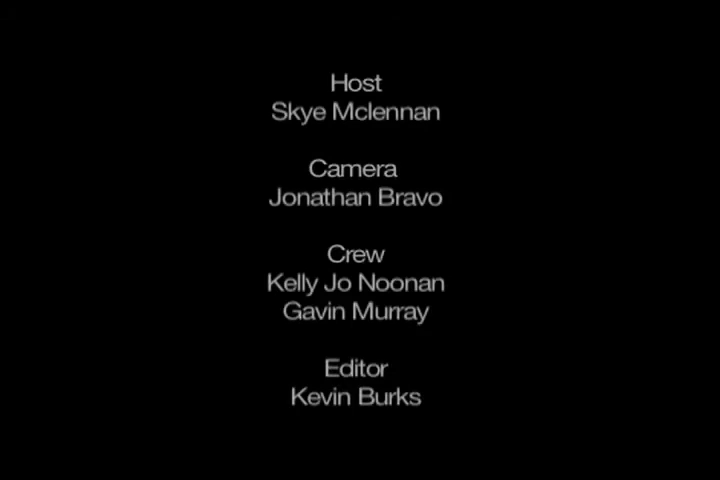 Host
Skye Mclennan
Camera
Jonathan Bravo
Crew
Kelly Jo Noonan
Gavin Murray
Editor
Kevin Burks